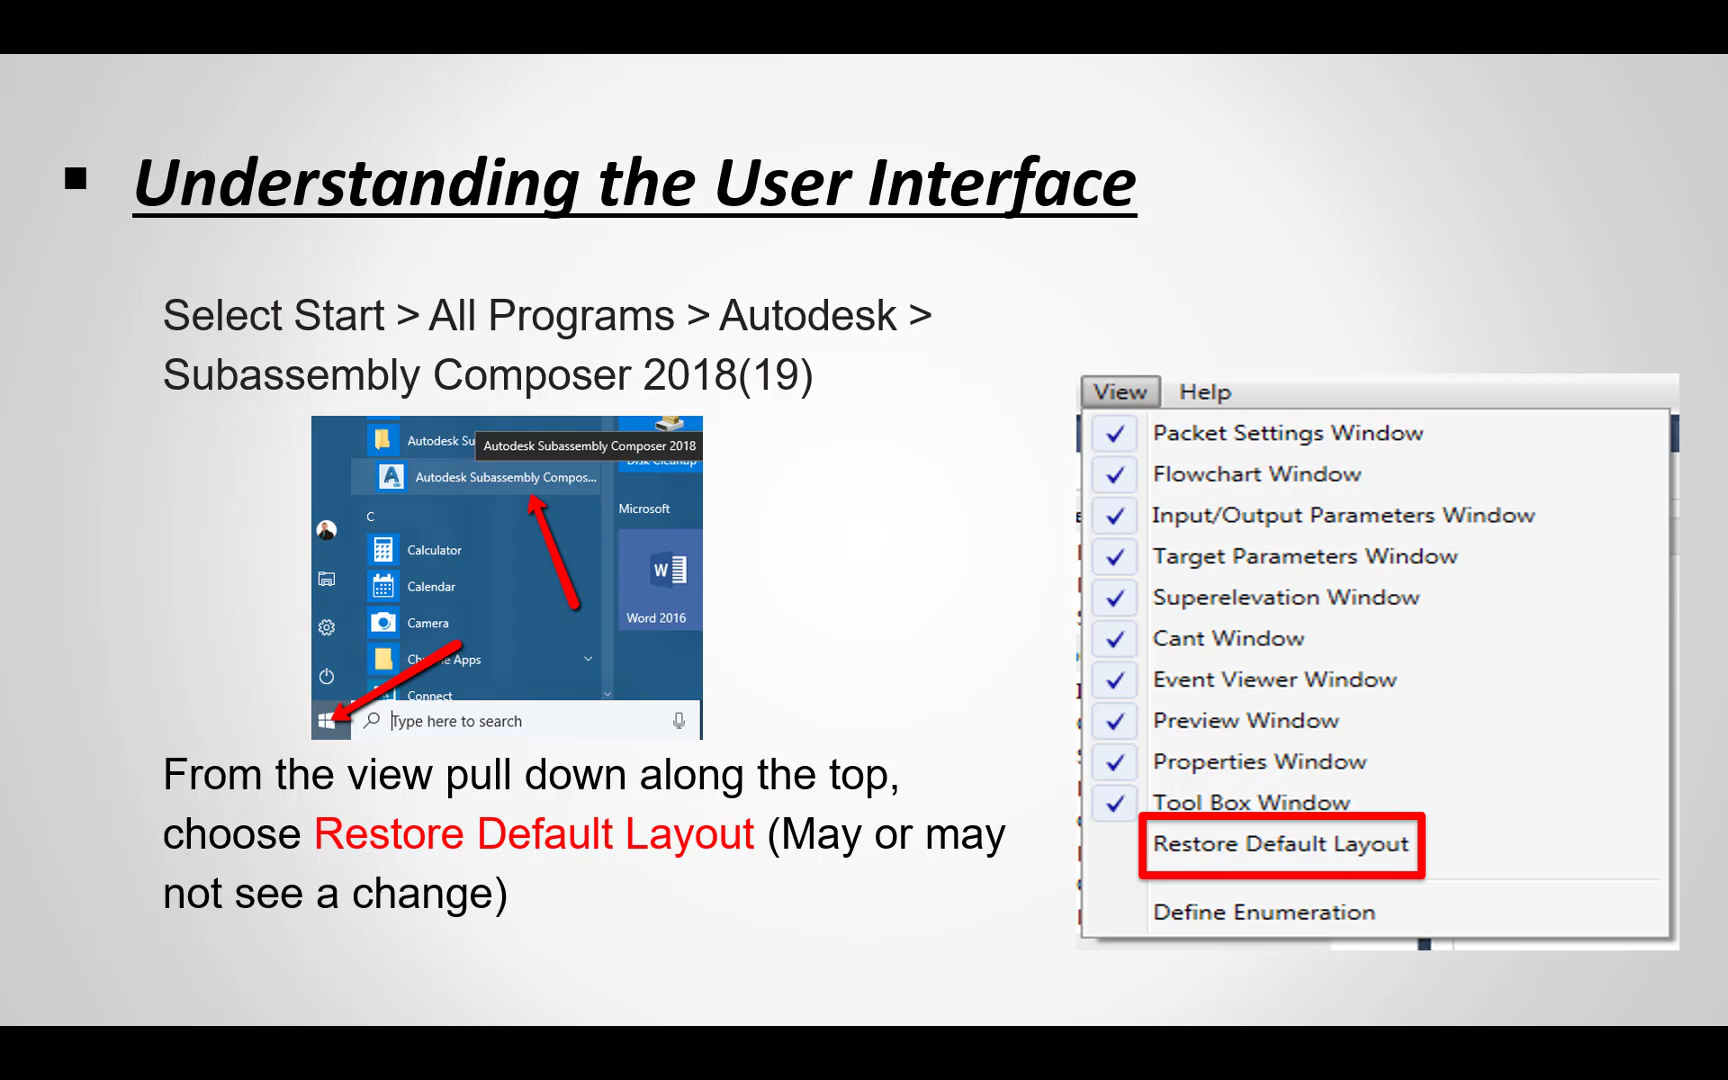 ▪ Understanding the User Interface
Select Start > All Programs > Autodesk >
Subassembly Composer 2018(19)
Autodesk Su
Autodesk Subassembly Composer 2018
Disk Cleanup
Autodesk Subassembly Compos...
C
Microsoft
Calculator
Calendar
Camera
W
Word 2016
Apps
Connect
Type here to search
From the view pull down along the top,
choose Restore Default Layout (May or may
not see a change)
View Help
Packet Settings Window
Flowchart Window
Input/Output Parameters Window
Target Parameters Window
Superelevation Window
Cant Window
Event Viewer Window
Preview Window
Properties Window
Tool Box Window
Restore Default Layout
Define Enumeration